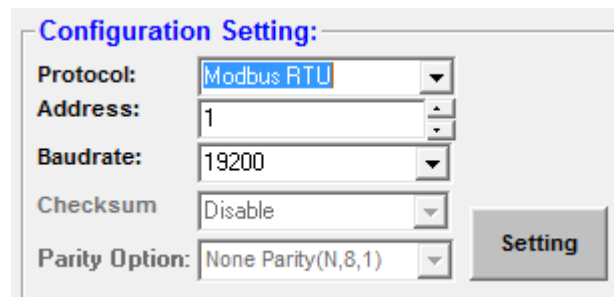 Configuration Setting:
Protocol: Modbus RTU
Address: 1
Baudrate: 19200
Checksum Disable
Parity Option: None Parity(N,8,1)
Setting